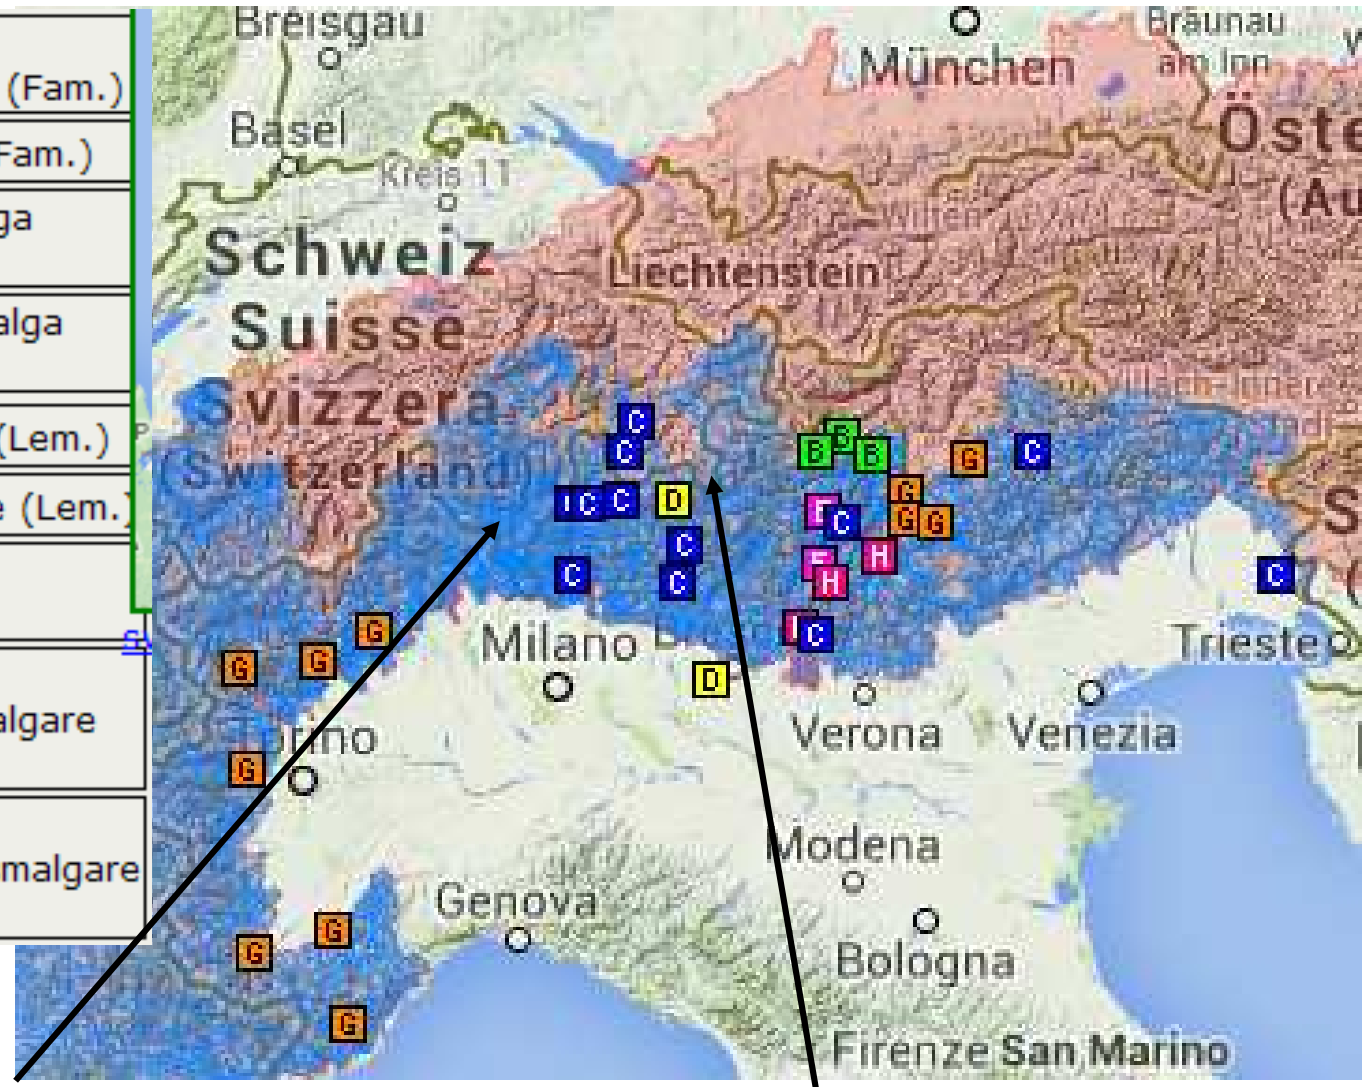 Breisgau
München
Braunau
am Inn
(Fam.)
Basel
Fam.)
Kreis 11
Öste
(Au
ga
Schweiz
Liechtenstein
alga
Suisse
Svizzera
(Lem.)
(Switzerland)
e (Lem.)
C
C
B
B
B
G
C
C
C
D
G
C
G
G
C
H
C
C
H
C
S
G
C
G
G
Milano
Trieste
D
algare
Torino
Verona
Venezia
G
malgare
Modena
Genova
G
G
Bologna
G
Firenze
San Marino